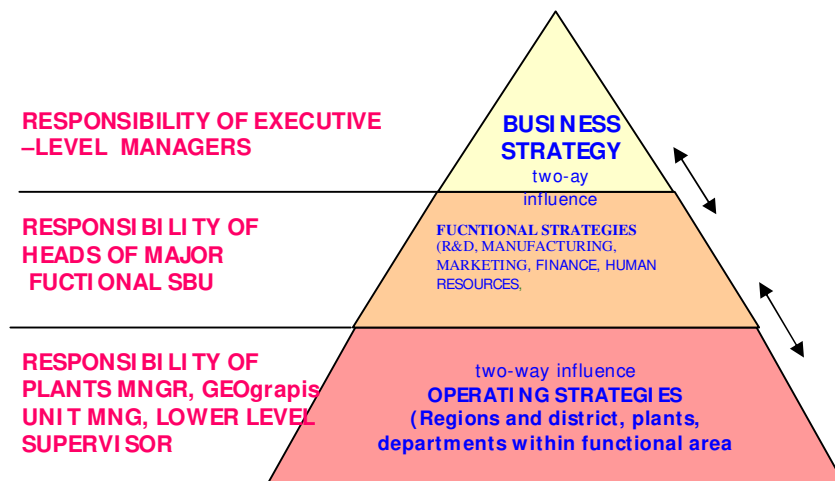 RESPONSIBILITY OF EXECUTIVE
–LEVEL MANAGERS
BUSINESS
STRATEGY
two-ay
influence
RESPONSIBILITY OF
HEADS OF MAJOR
FUCTIONAL SBU
FUCNTIONAL STRATEGIES
(R&D, MANUFACTURING,
MARKETING, FINANCE, HUMAN
RESOURCES,
RESPONSIBILITY OF
PLANTS MNGR, GEOgrapis
UNIT MNG, LOWER LEVEL
SUPERVISOR
two-way influence
OPERATING STRATEGIES
(Regions and district, plants,
departments within functional area